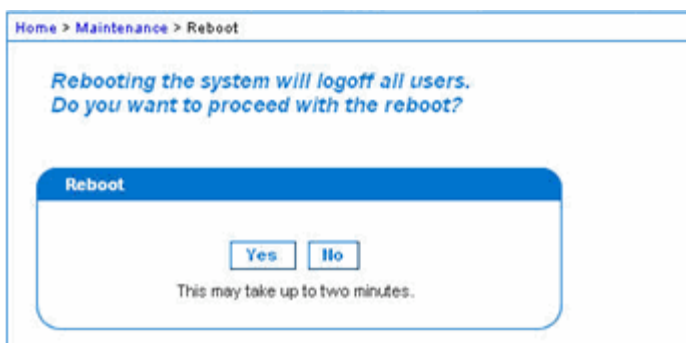 Home > Maintenance > Reboot
Rebooting the system will logoff all users.
Do you want to proceed with the reboot?
Reboot
Yes No
This may take up to two minutes.